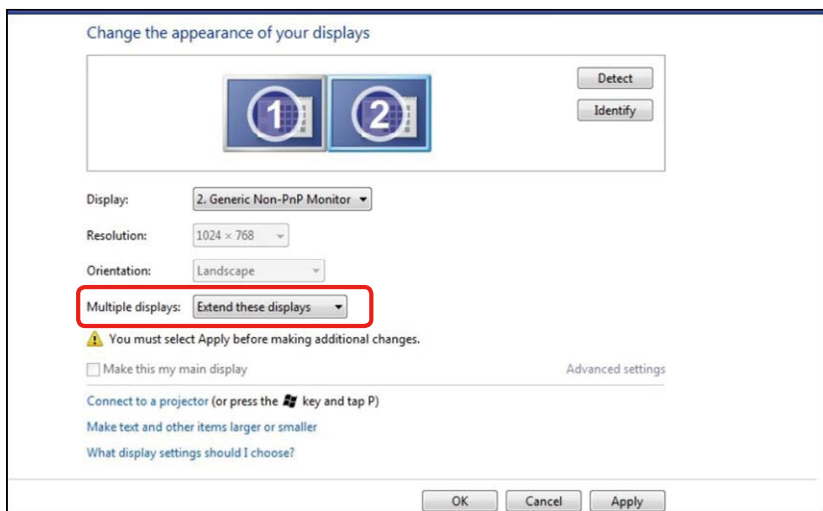 Change the appearance of your displays
1 2
Detect
Identify
Display: 2. Generic Non-PnP Monitor
Resolution: 1024 × 768
Orientation: Landscape
Multiple displays: Extend these displays
You must select Apply before making additional changes.
Make this my main display Advanced settings
Connect to a projector (or press the key and tap P)
Make text and other items larger or smaller
What display settings should I choose?
OK Cancel Apply